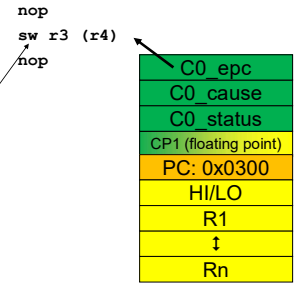 nop
sw r3 (r4)
nop
C0_epc
C0_cause
C0_status
CP1 (floating point)
PC: 0x0300
HI/LO
R1
↕
Rn